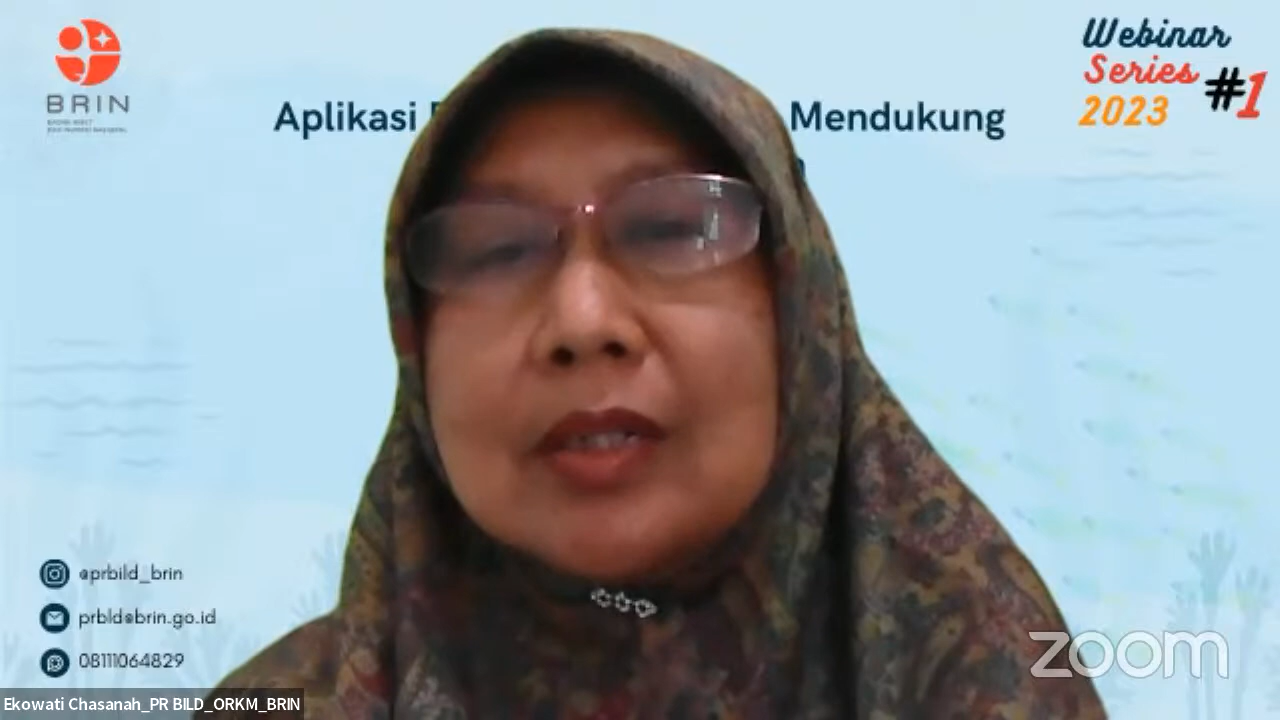 BRIN
Webinar
Series #1
2023
Aplikasi Mendukung
@prbild_brin
prbld@brin.go.id
08111064829
zoom
Ekowati Chasanah_PR BILD_ORKM_BRIN